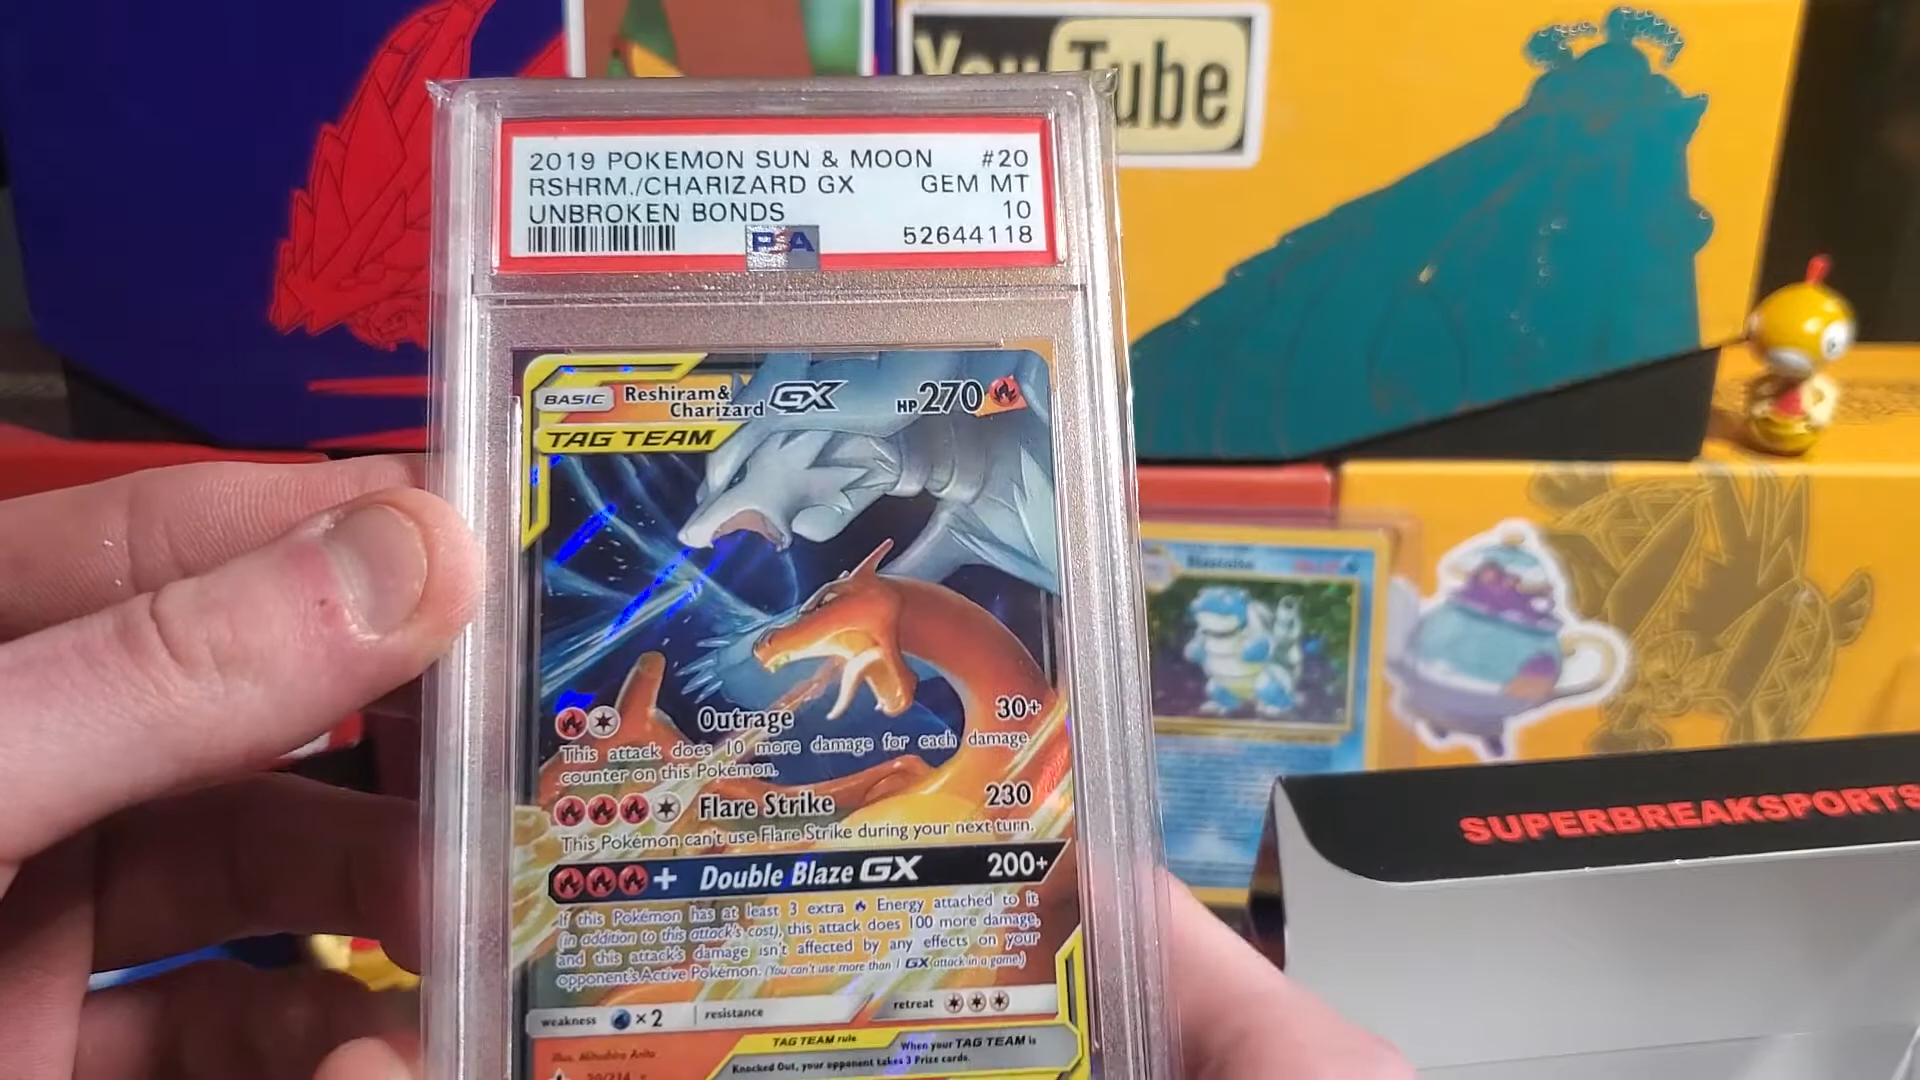 YouTube
2019 POKEMON SUN & MOON #20
RSHRM./CHARIZARD GX GEM MT
UNBROKEN BONDS 10
PSA 52644118
BASIC Reshiram& Charizard GX HP270
TAG TEAM
Outrage 30+
This attack does 10 more damage for each damage
counter on this Pokémon.
Flare Strike 230
This Pokémon can't use Flare Strike during your next turn.
+ Double Blaze GX 200+
If this Pokémon has at least 3 extra Energy attached to it
(in addition to this attack's cost), this attack does 100 more damage,
and this attack's damage isn't affected by any effects on your
opponent's Active Pokémon. (You can't use more than 1 GX attack in a game.)
weakness ×2 resistance retreat
TAG TEAM rule When your TAG TEAM is
Knocked Out, your opponent takes 3 Prize cards.
Illus. Mitsuhiro Arita
20/214
Blastoise
SUPERBREAKSPORTS